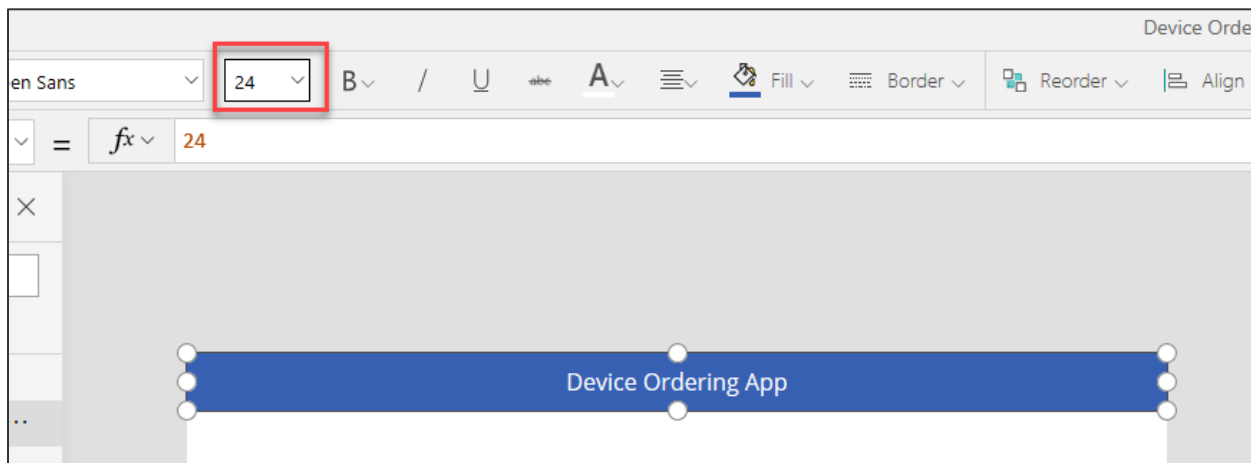 Device Orde
en Sans 24 B / U abc A Fill Border Reorder Align
= fx 24
Device Ordering App